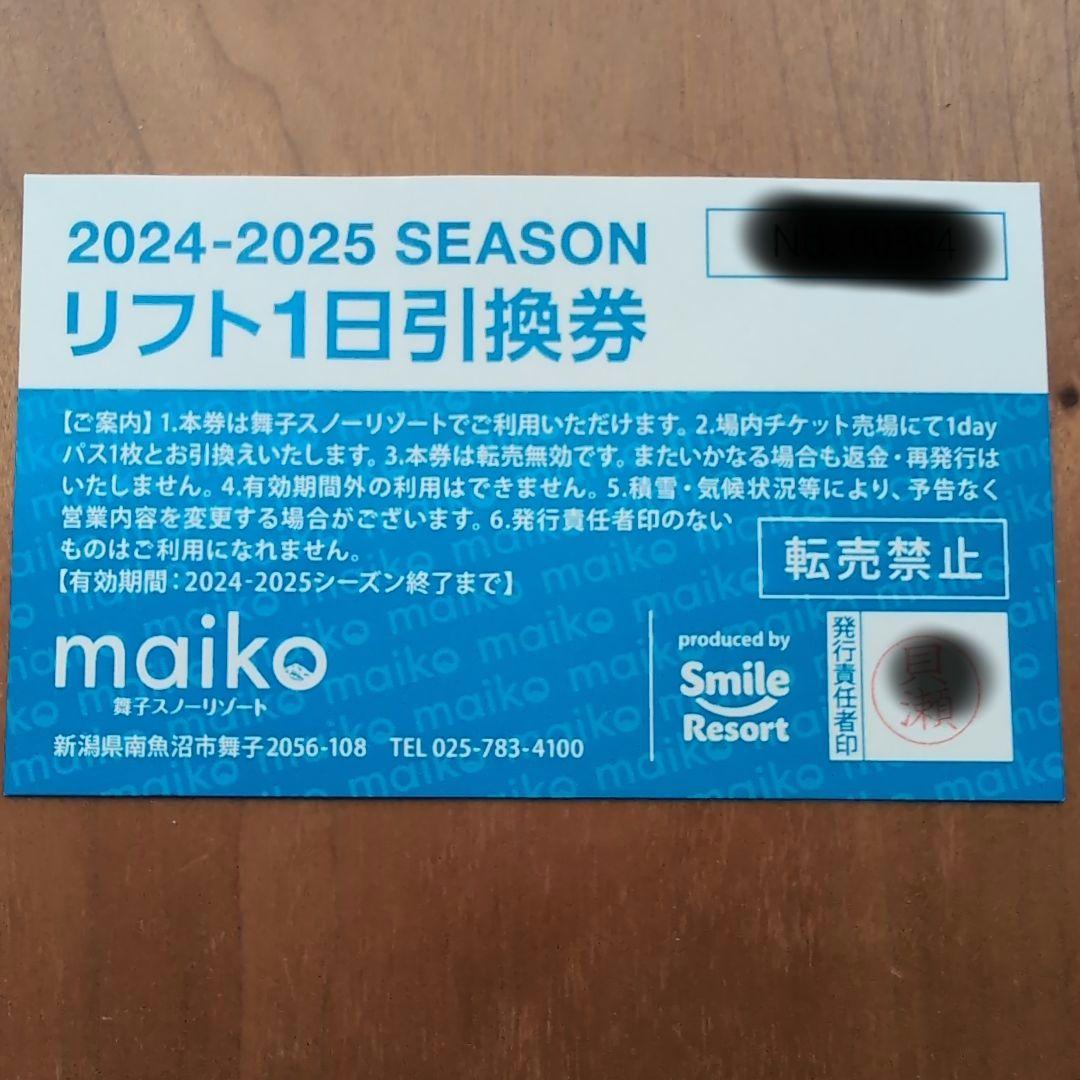 2024-2025 SEASON
リフト1日引換券
【ご案内】1.本券は舞子スノーリゾートでご利用いただけます。2.場内チケット売場にて1day
パス1枚とお引換えいたします。3.本券は転売無効です。またいかなる場合も返金・再発行は
いたしません。4.有効期間外の利用はできません。5.積雪・気候状況等により、予告なく
営業内容を変更する場合がございます。6.発行責任者印のない
ものはご利用になれません。
【有効期間：2024-2025シーズン終了まで】
転売禁止
maiko
舞子スノーリゾート
新潟県南魚沼市舞子2056-108 TEL 025-783-4100
produced by
Smile
Resort
発行責任者印